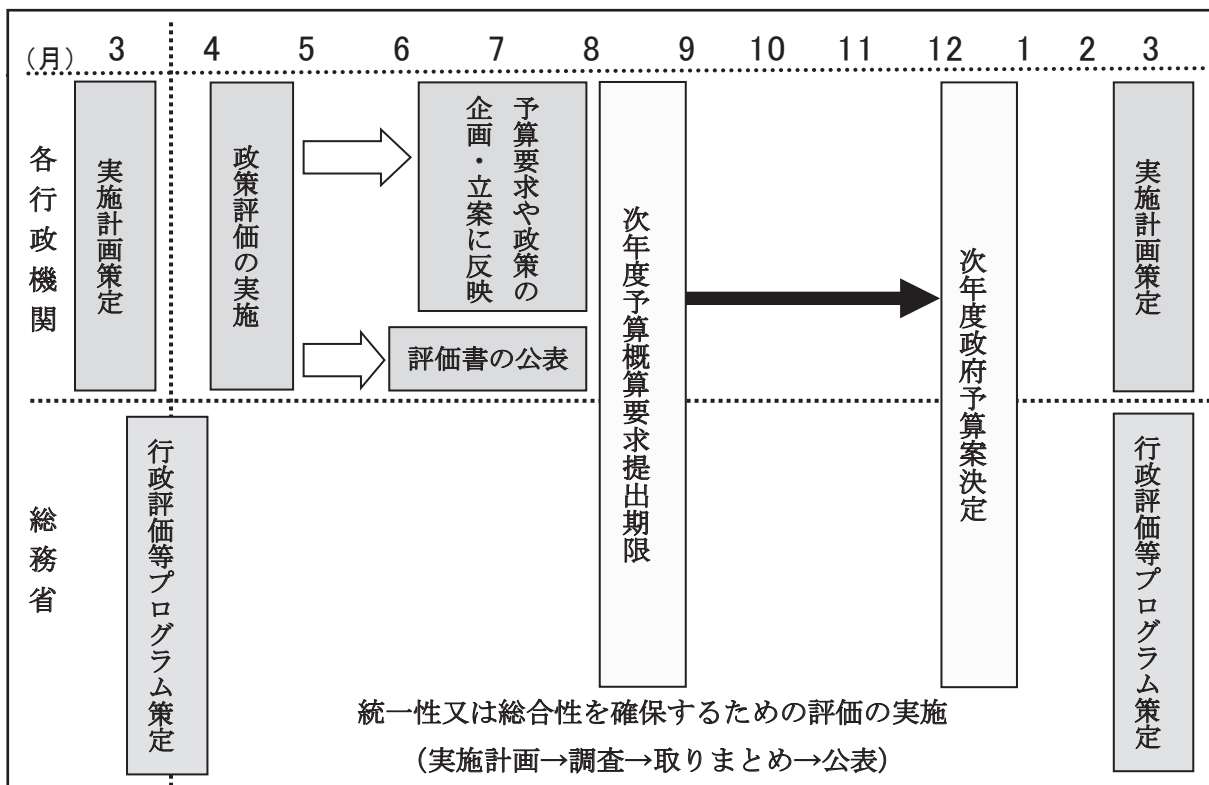 (月) 3 4 5 6 7 8 9 10 11 12 1 2 3
各行政機関
実施計画策定
政策評価の実施
予算要求や政策の
企画・立案に反映
評価書の公表
次年度予算概算要求提出期限
次年度政府予算案決定
実施計画策定
総務省
行政評価等プログラム策定
統一性又は総合性を確保するための評価の実施
(実施計画→調査→取りまとめ→公表)
行政評価等プログラム策定